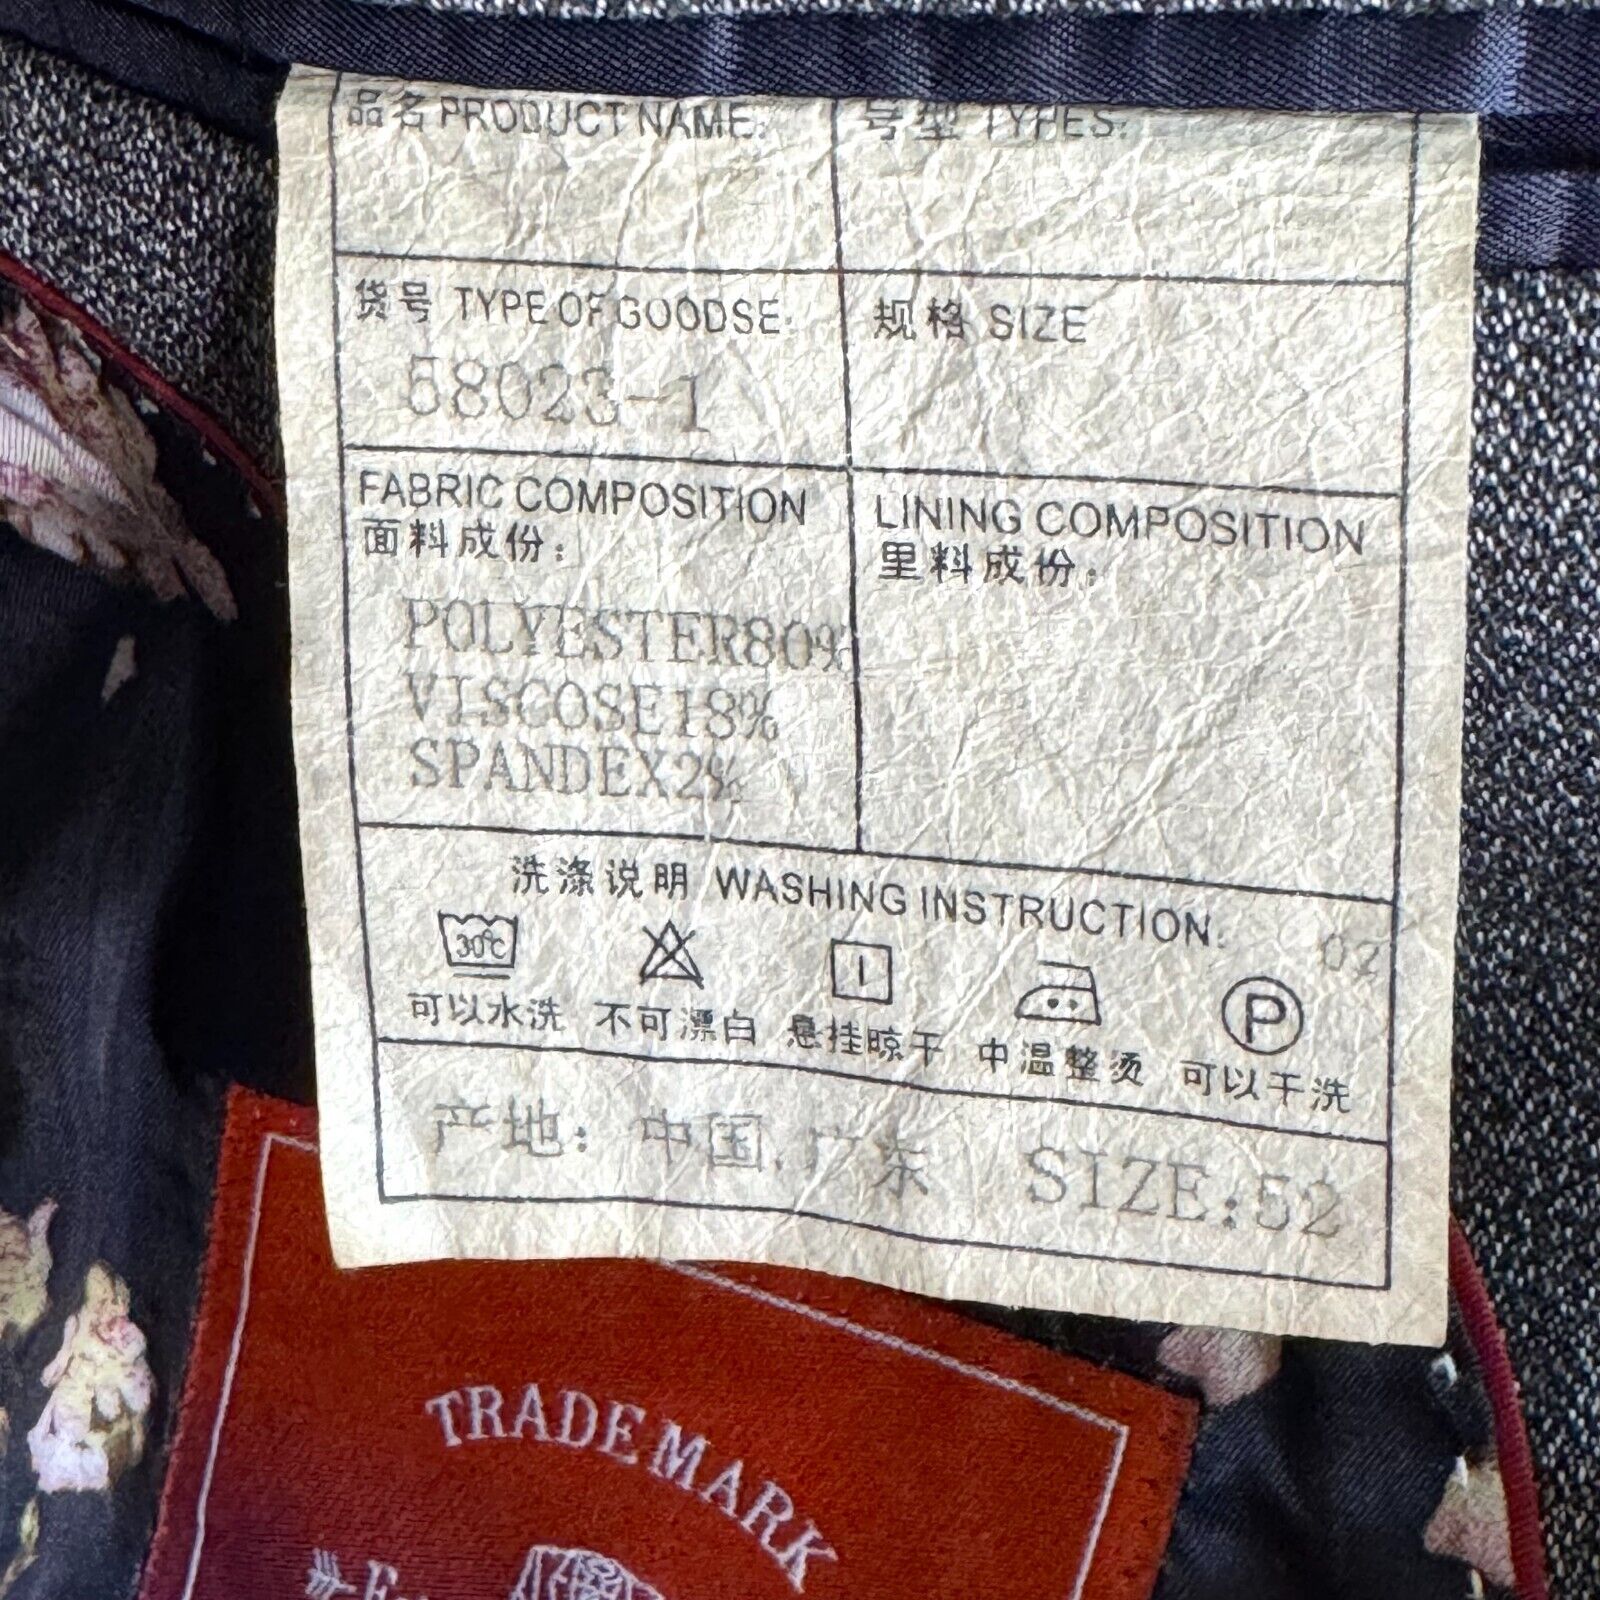 品名 PRODUCT NAME:
号型 TYPES:
货号 TYPE OF GOODSE:
58023-1
规格 SIZE
FABRIC COMPOSITION
面料成份:
POLYESTER80%
VISCOSE18%
SPANDEX2%
LINING COMPOSITION
里料成份:
洗涤说明 WASHING INSTRUCTION:
02
30℃
P
可以水洗 不可漂白 悬挂晾干 中温整烫 可以干洗
产地: 中国.广东 SIZE:52
TRADE MARK